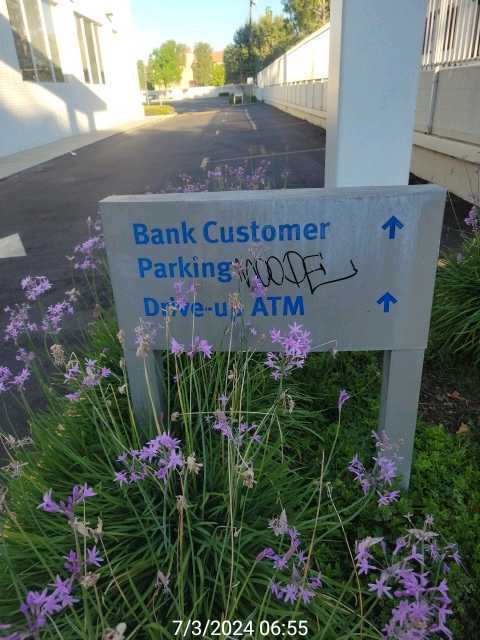 Bank Customer
Parking
Drive-up ATM
7/3/2024 06:55